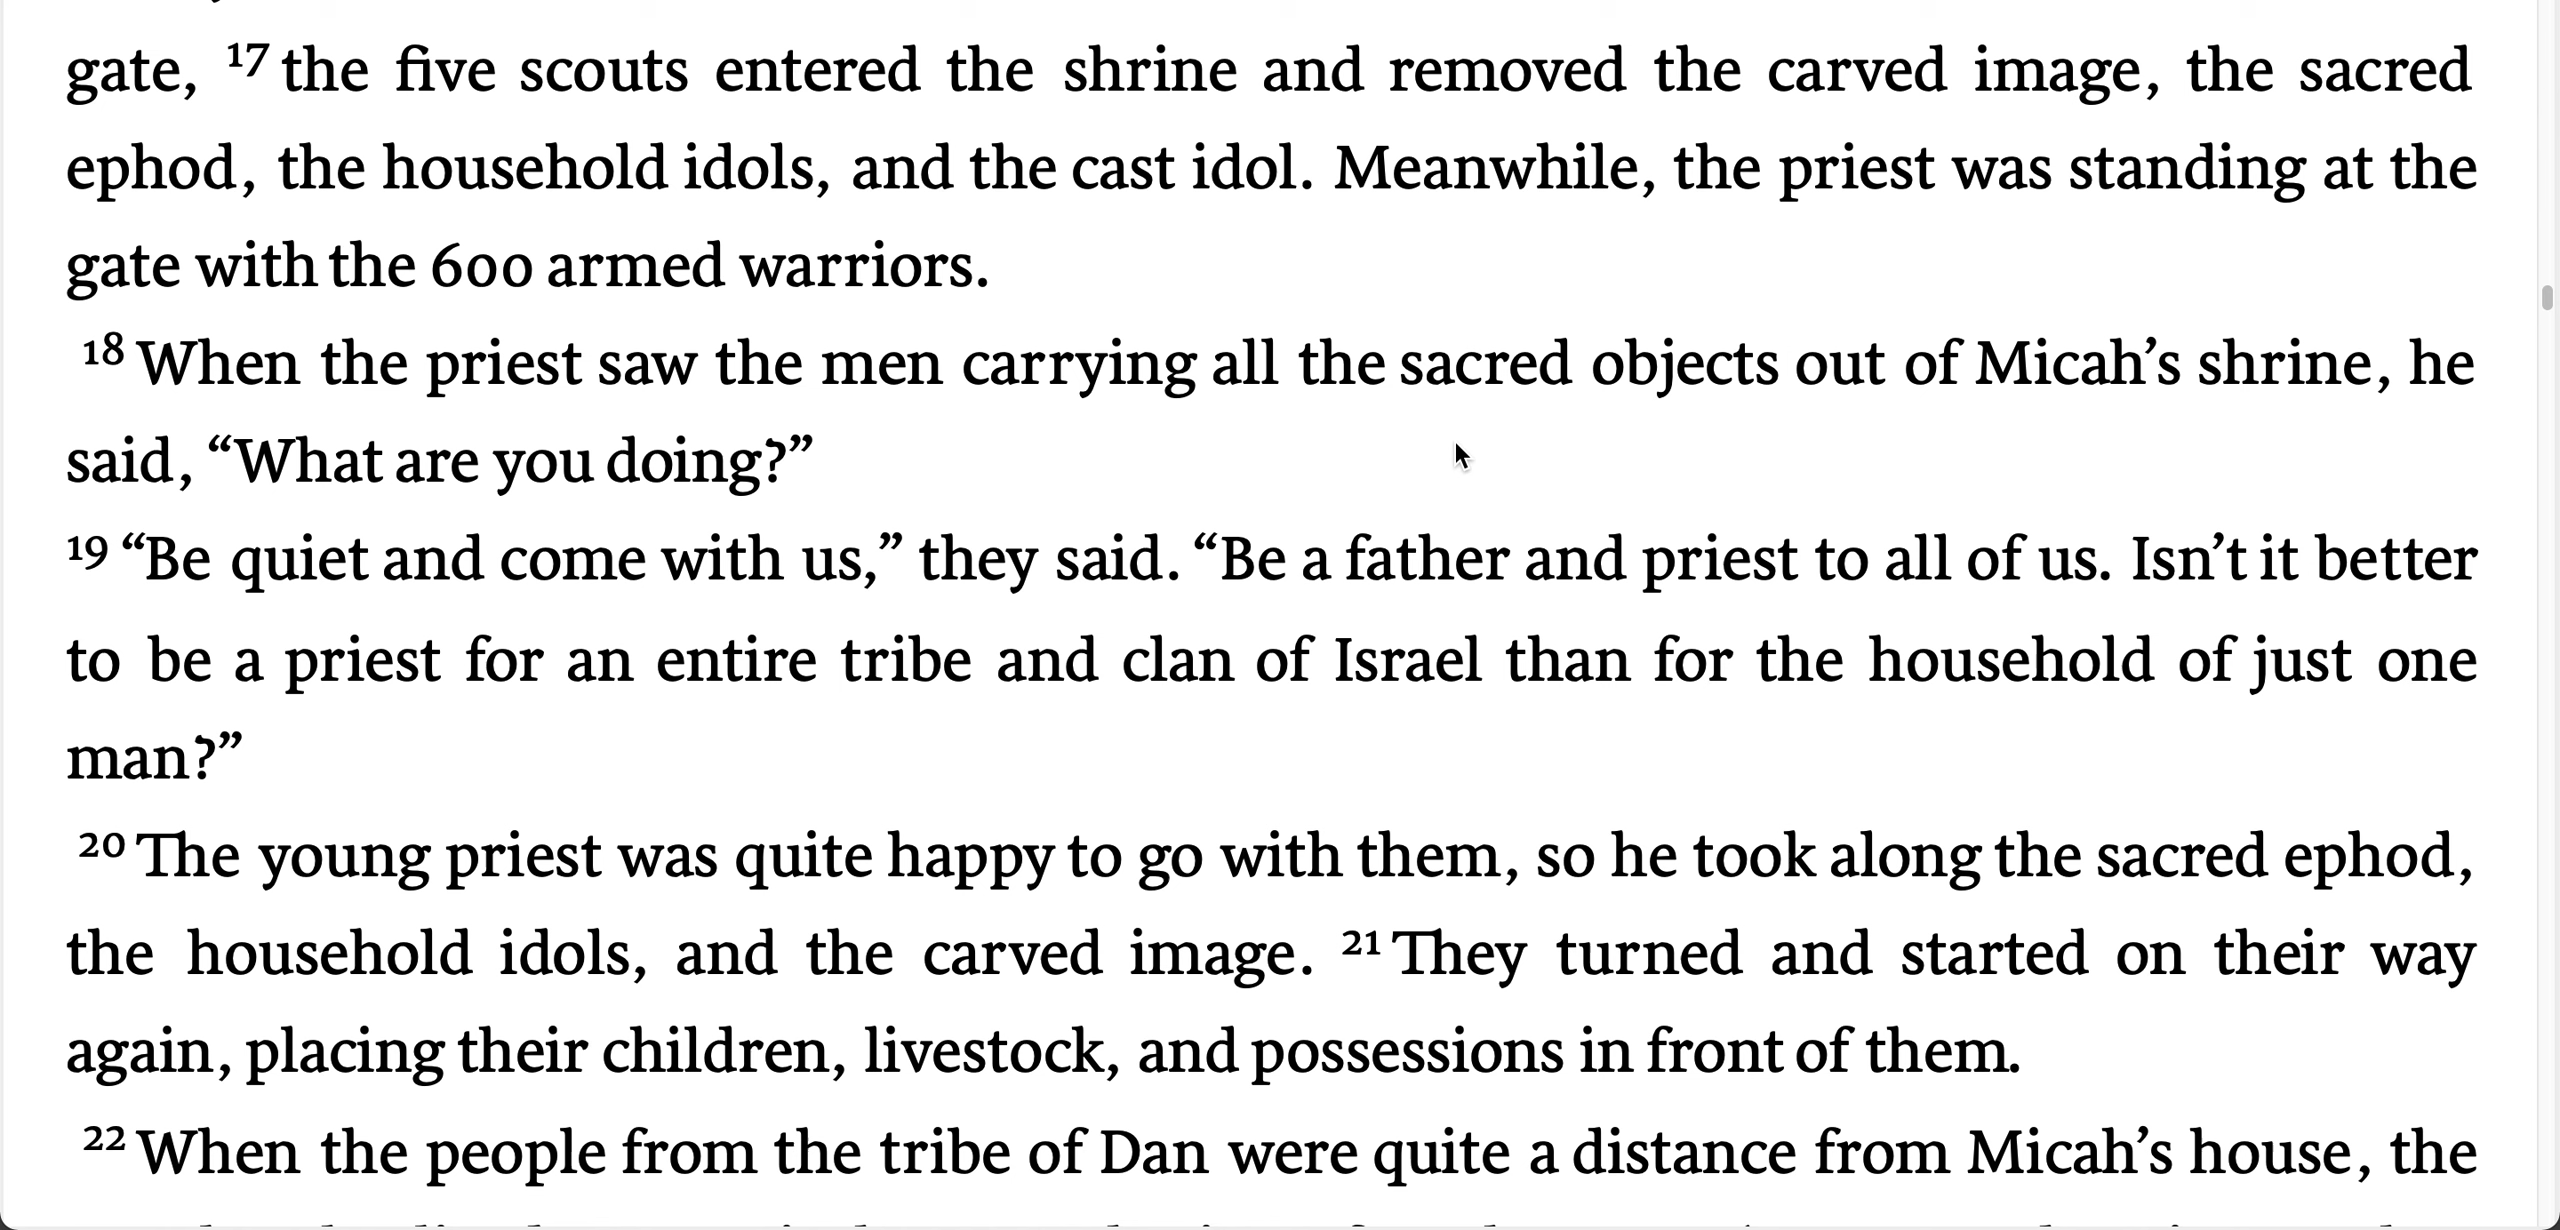 gate, 17 the five scouts entered the shrine and removed the carved image, the sacred
ephod, the household idols, and the cast idol. Meanwhile, the priest was standing at the
gate with the 600 armed warriors.
18 When the priest saw the men carrying all the sacred objects out of Micah’s shrine, he
said, “What are you doing?”
19 “Be quiet and come with us,” they said. “Be a father and priest to all of us. Isn’t it better
to be a priest for an entire tribe and clan of Israel than for the household of just one
man?”
20 The young priest was quite happy to go with them, so he took along the sacred ephod,
the household idols, and the carved image. 21 They turned and started on their way
again, placing their children, livestock, and possessions in front of them.
22 When the people from the tribe of Dan were quite a distance from Micah’s house, the